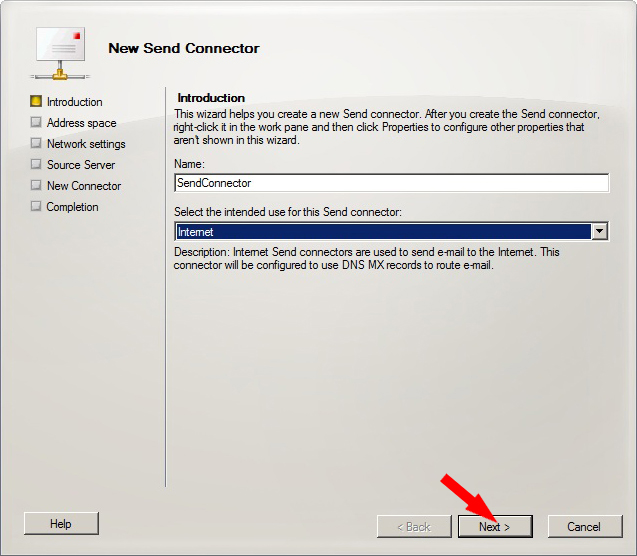 New Send Connector
Introduction
Address space
Network settings
Source Server
New Connector
Completion
Introduction
This wizard helps you create a new Send connector. After you create the Send connector,
right-click it in the work pane and then click Properties to configure other properties that
aren't shown in this wizard.
Name:
SendConnector
Select the intended use for this Send connector:
Internet
Description: Internet Send connectors are used to send e-mail to the Internet. This
connector will be configured to use DNS MX records to route e-mail.
Help
< Back
Next >
Cancel